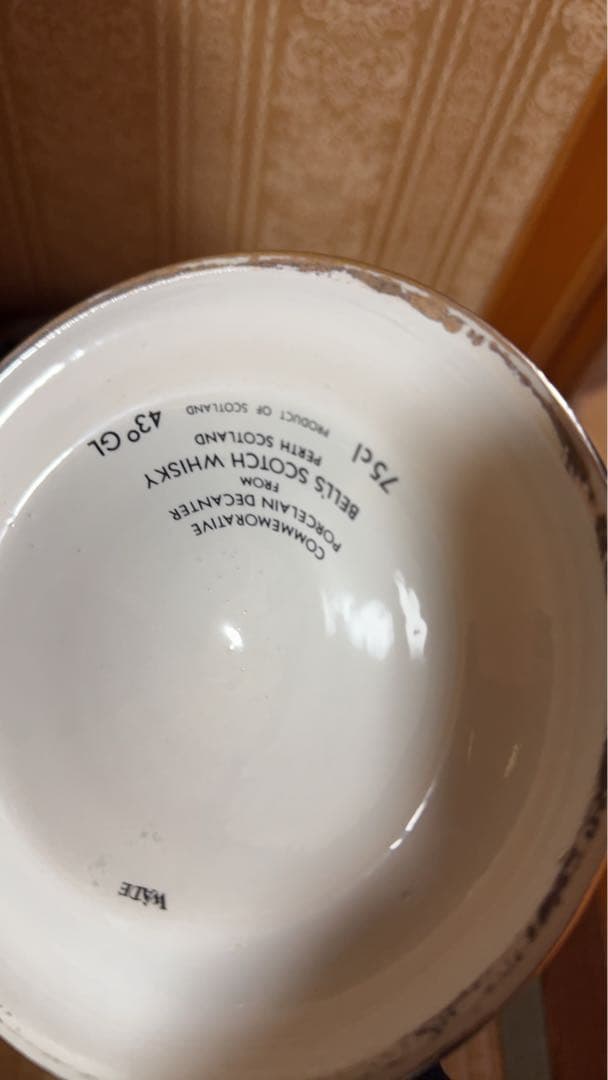 COMMEMORATIVE
PORCELAIN DECANTER
FROM
BELL'S SCOTCH WHISKY
PERTH SCOTLAND
75cl PRODUCT OF SCOTLAND 43° GL
WADE